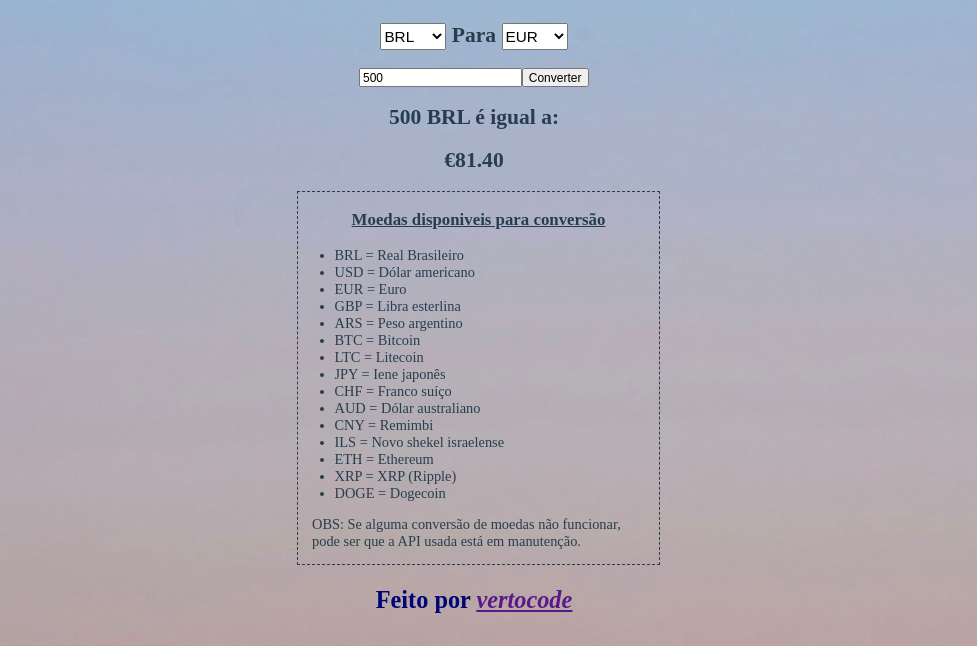 BRL Para EUR
500 Converter
500 BRL é igual a:
€81.40
Moedas disponiveis para conversão
• BRL = Real Brasileiro
• USD = Dólar americano
• EUR = Euro
• GBP = Libra esterlina
• ARS = Peso argentino
• BTC = Bitcoin
• LTC = Litecoin
• JPY = Iene japonês
• CHF = Franco suíço
• AUD = Dólar australiano
• CNY = Remimbi
• ILS = Novo shekel israelense
• ETH = Ethereum
• XRP = XRP (Ripple)
• DOGE = Dogecoin
OBS: Se alguma conversão de moedas não funcionar,
pode ser que a API usada está em manutenção.
Feito por vertocode